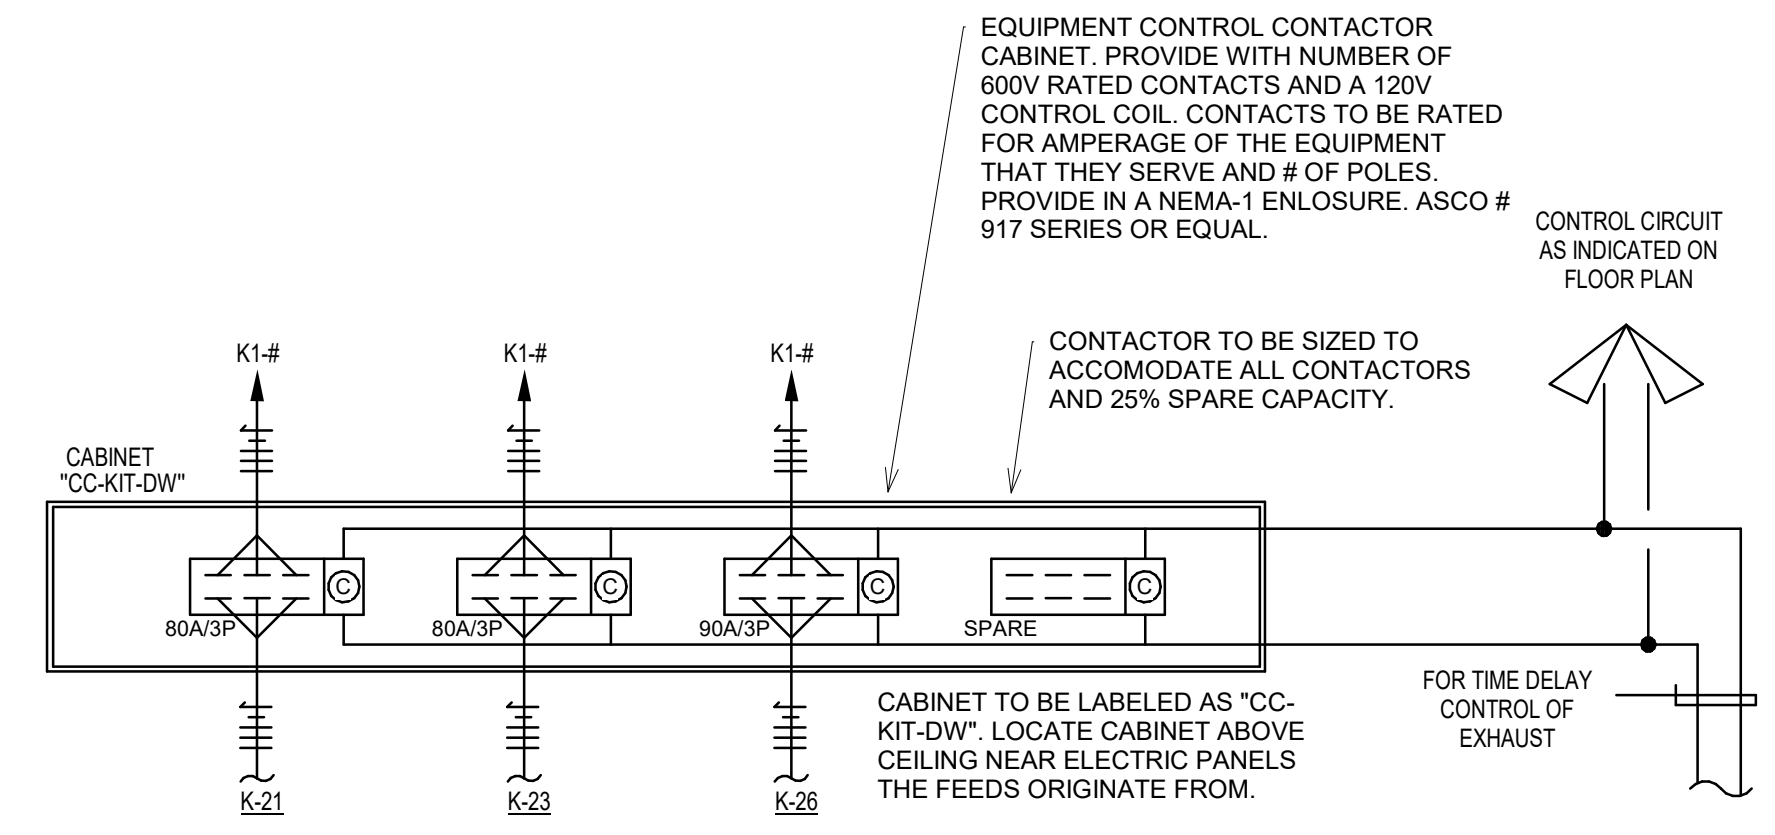 EQUIPMENT CONTROL CONTACTOR
CABINET. PROVIDE WITH NUMBER OF
600V RATED CONTACTS AND A 120V
CONTROL COIL. CONTACTS TO BE RATED
FOR AMPERAGE OF THE EQUIPMENT
THAT THEY SERVE AND # OF POLES.
PROVIDE IN A NEMA-1 ENLOSURE. ASCO #
917 SERIES OR EQUAL.
CONTROL CIRCUIT
AS INDICATED ON
FLOOR PLAN
CONTACTOR TO BE SIZED TO
ACCOMODATE ALL CONTACTORS
AND 25% SPARE CAPACITY.
K1-#
K1-#
K1-#
CABINET
"CC-KIT-DW"
C
C
C
C
80A/3P
80A/3P
90A/3P
SPARE
FOR TIME DELAY
CONTROL OF
EXHAUST
CABINET TO BE LABELED AS "CC-
KIT-DW". LOCATE CABINET ABOVE
CEILING NEAR ELECTRIC PANELS
THE FEEDS ORIGINATE FROM.
K-21
K-23
K-26